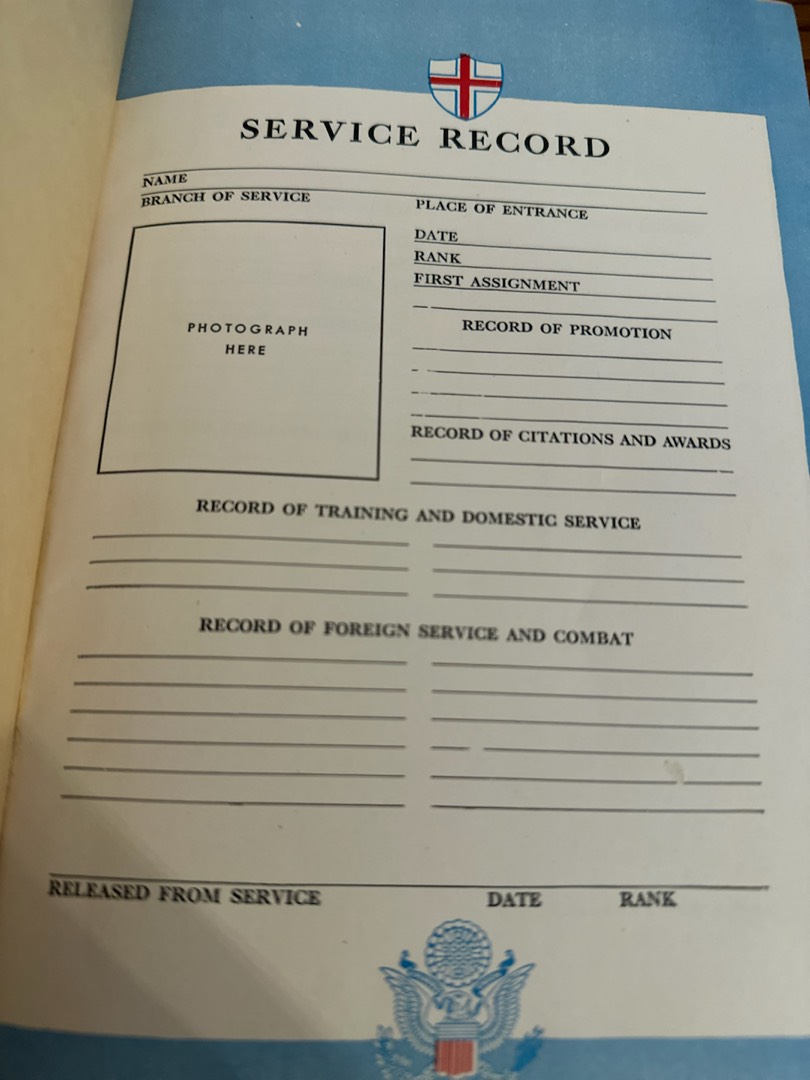 SERVICE RECORD
NAME
BRANCH OF SERVICE
PLACE OF ENTRANCE
DATE
RANK
FIRST ASSIGNMENT
PHOTOGRAPH
HERE
RECORD OF PROMOTION
RECORD OF CITATIONS AND AWARDS
RECORD OF TRAINING AND DOMESTIC SERVICE
RECORD OF FOREIGN SERVICE AND COMBAT
RELEASED FROM SERVICE DATE RANK